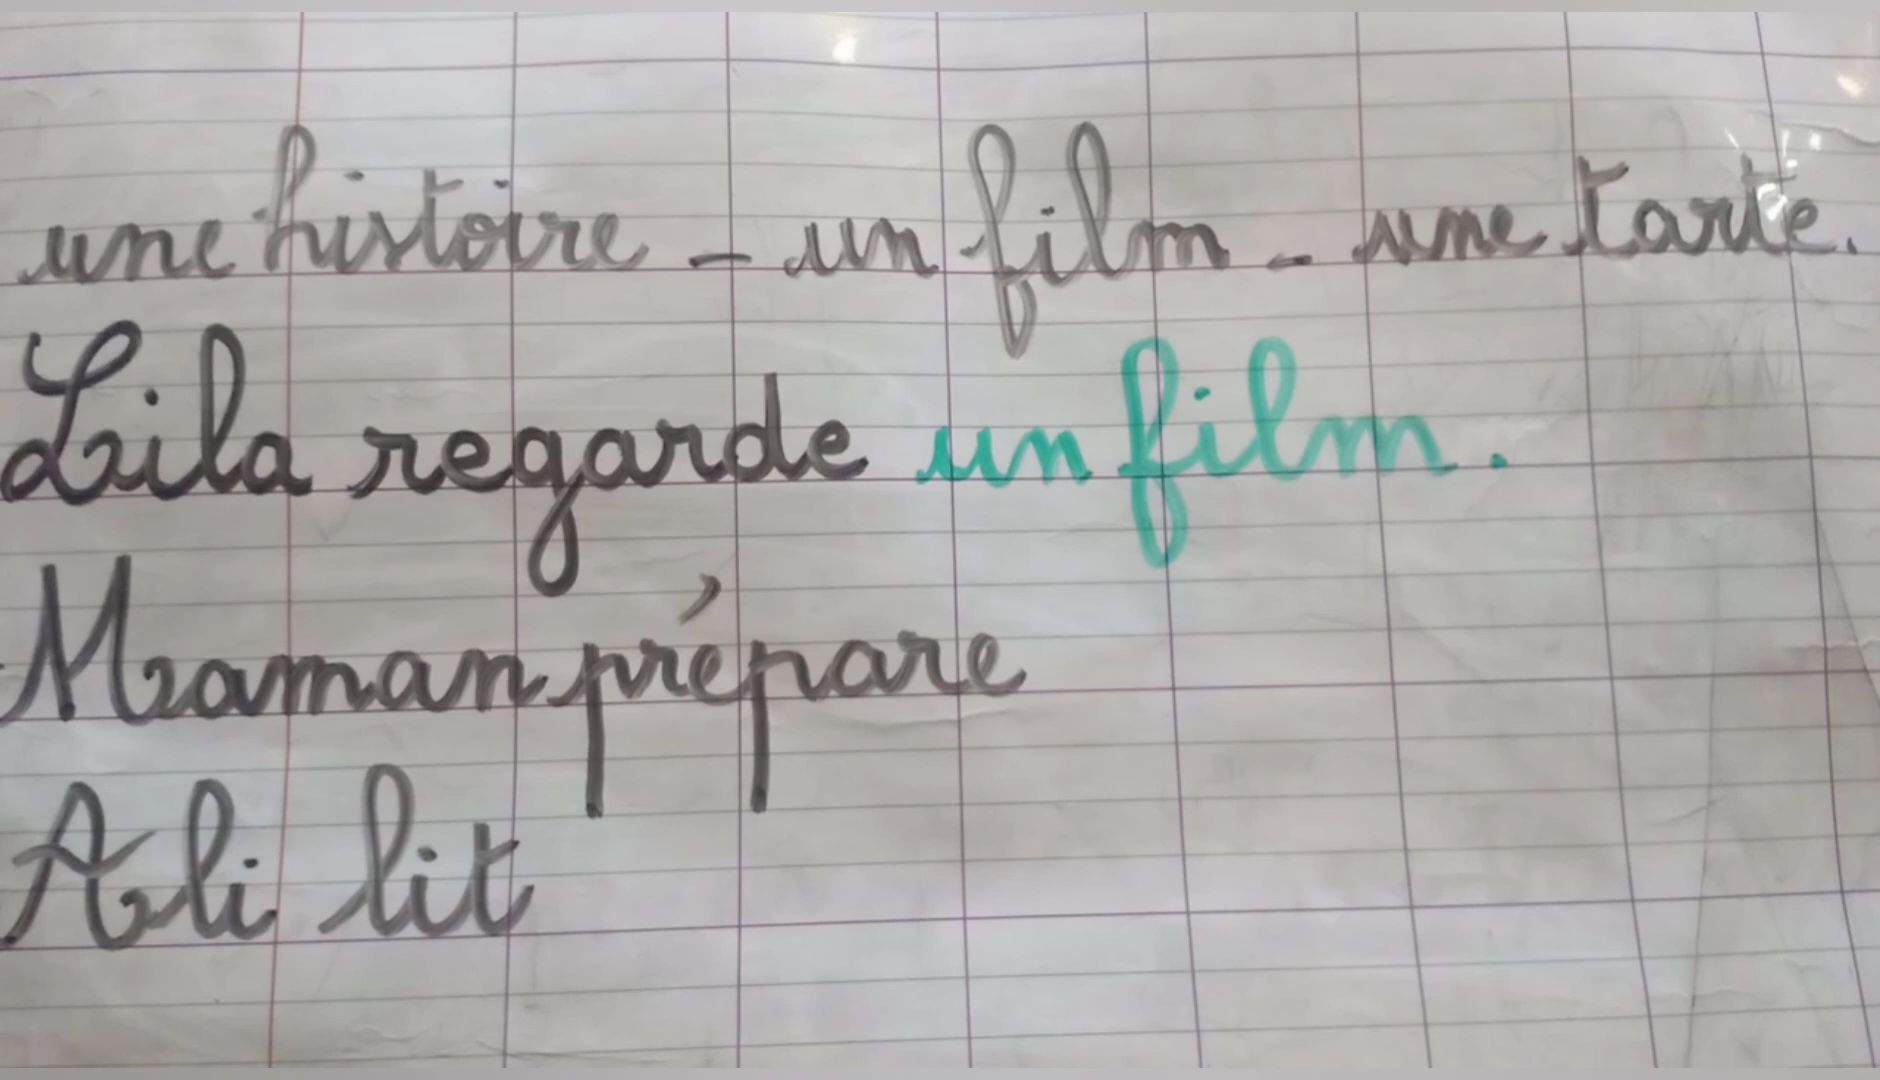 une histoire - un film - une tarte.
Lila regarde un film.
Maman prépare
Ali lit